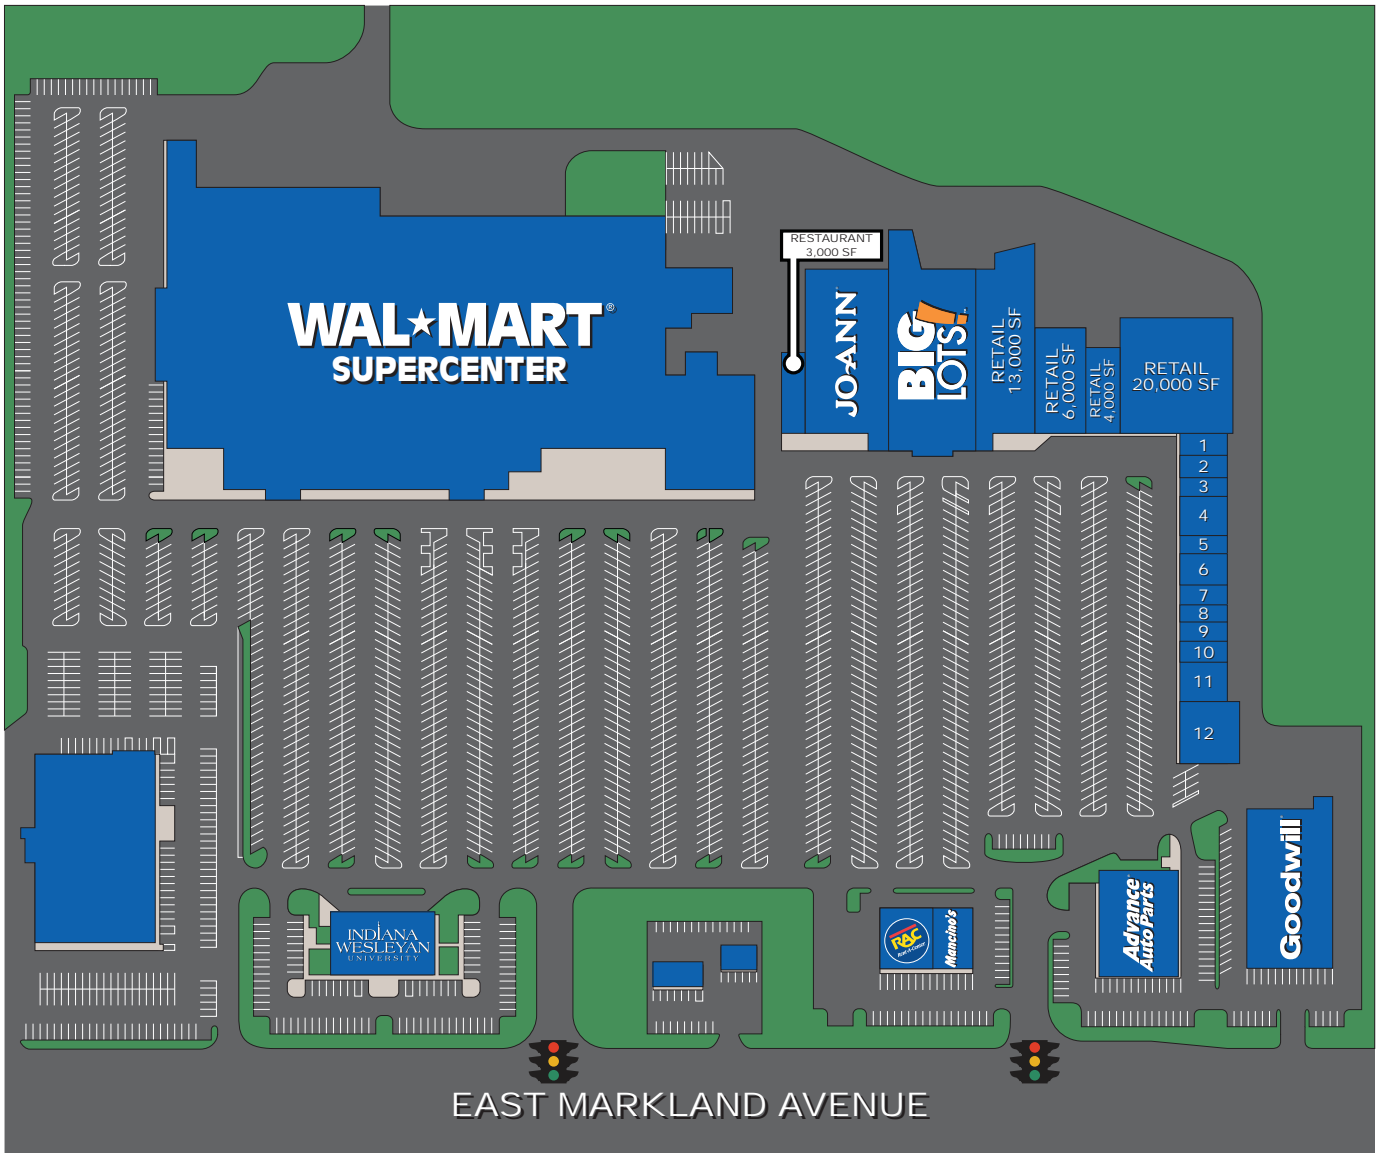 RESTAURANT
3,000 SF
WAL★MART®
SUPERCENTER
JO-ANN
BIG
LOTS!
RETAIL
13,000 SF
RETAIL
6,000 SF
RETAIL
4,000 SF
RETAIL
20,000 SF
1
2
3
4
5
6
7
8
9
10
11
12
INDIANA
WESLEYAN
UNIVERSITY
RAC
Rent-A-Center
Mancino's
Advance
Auto Parts
Goodwill
EAST MARKLAND AVENUE